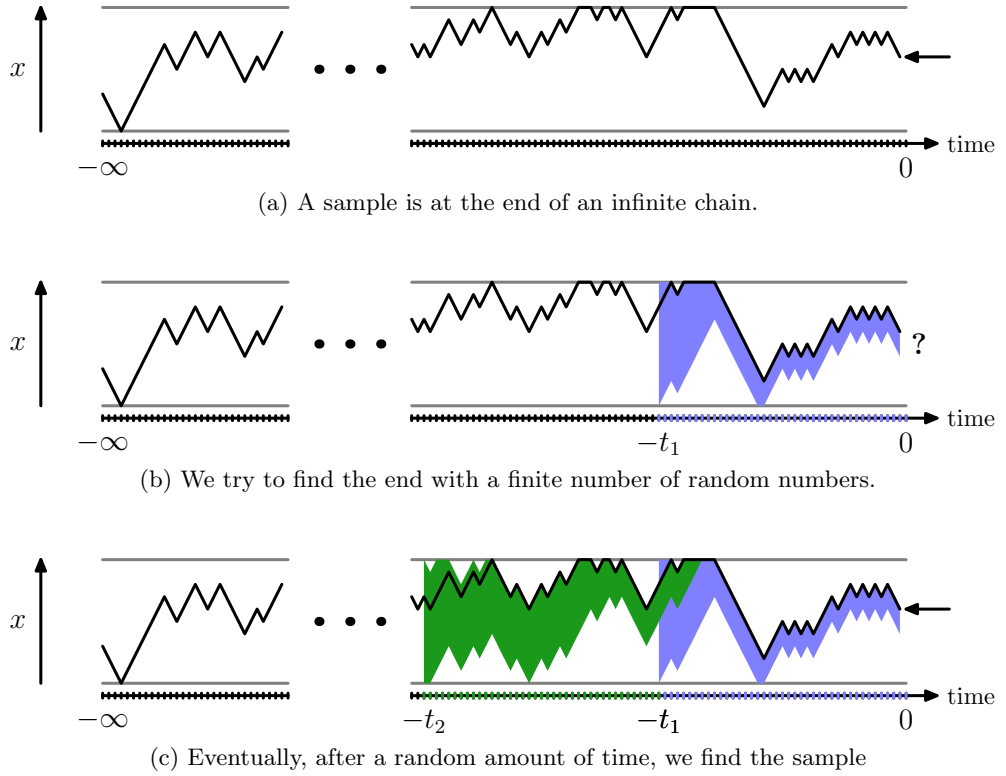 x
time
−∞
0
(a) A sample is at the end of an infinite chain.
x
?
time
−∞
−t₁
0
(b) We try to find the end with a finite number of random numbers.
x
time
−∞
−t₂
−t₁
0
(c) Eventually, after a random amount of time, we find the sample